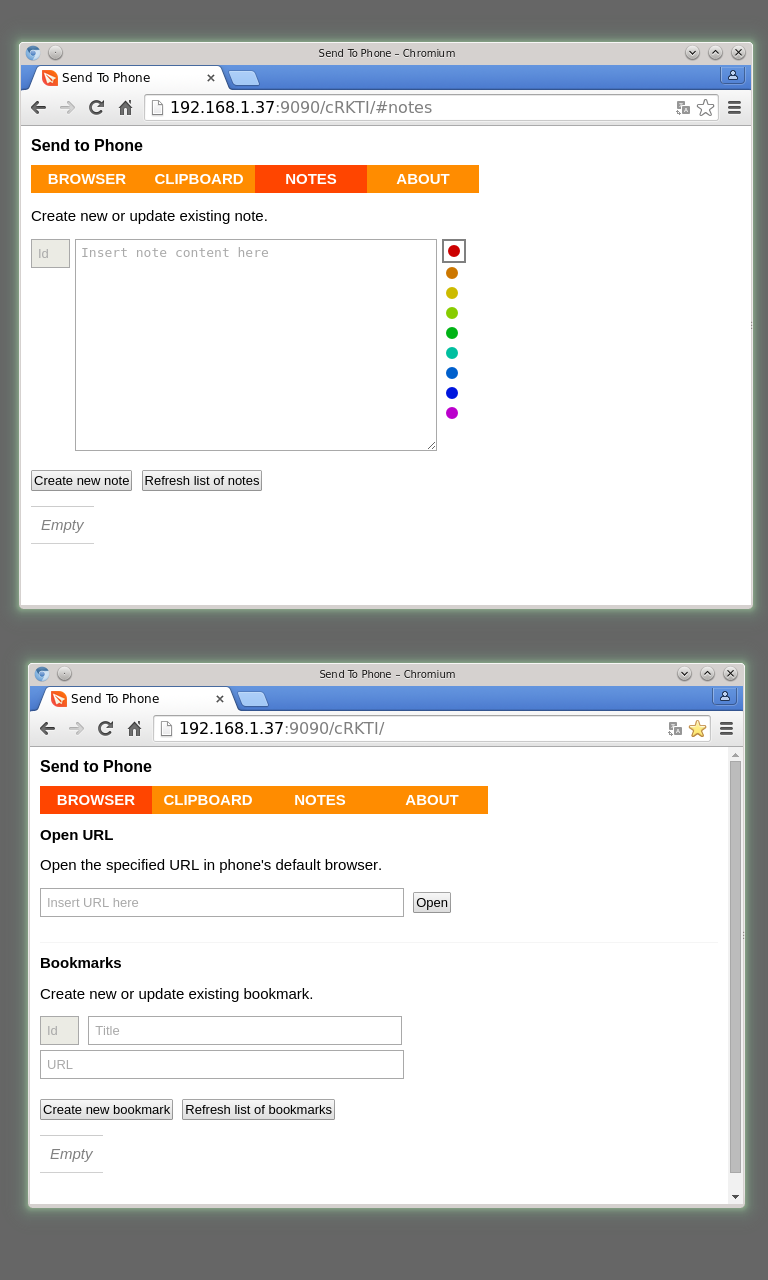 Send To Phone – Chromium
Send To Phone
192.168.1.37:9090/cRKTI/#notes
Send to Phone
BROWSER CLIPBOARD NOTES ABOUT
Create new or update existing note.
Id Insert note content here
Create new note Refresh list of notes
Empty
Send To Phone – Chromium
Send To Phone
192.168.1.37:9090/cRKTI/
Send to Phone
BROWSER CLIPBOARD NOTES ABOUT
Open URL
Open the specified URL in phone's default browser.
Insert URL here Open
Bookmarks
Create new or update existing bookmark.
Id Title
URL
Create new bookmark Refresh list of bookmarks
Empty